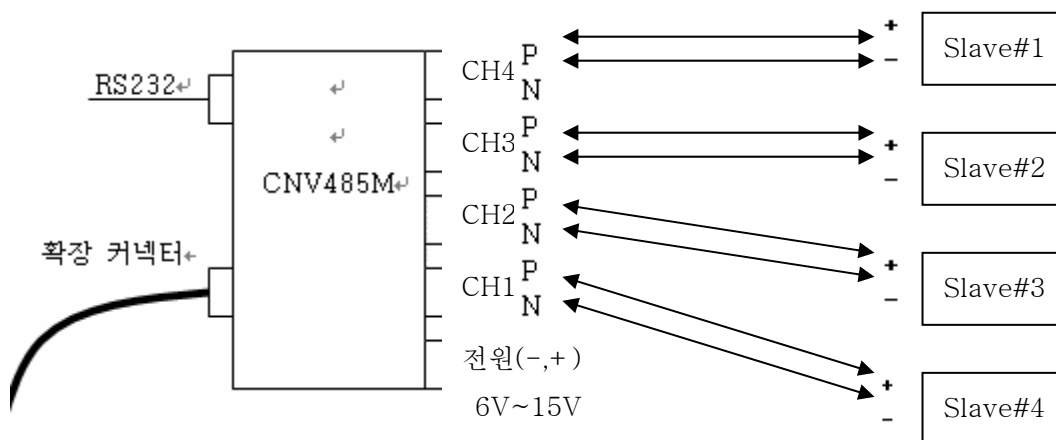 RS232↵
↵
↵
CNV485M↵
확장 커넥터↵
CH4 P
N
CH3 P
N
CH2 P
N
CH1 P
N
전원(-,+)
6V~15V
+
-
Slave#1
+
-
Slave#2
+
-
Slave#3
+
-
Slave#4